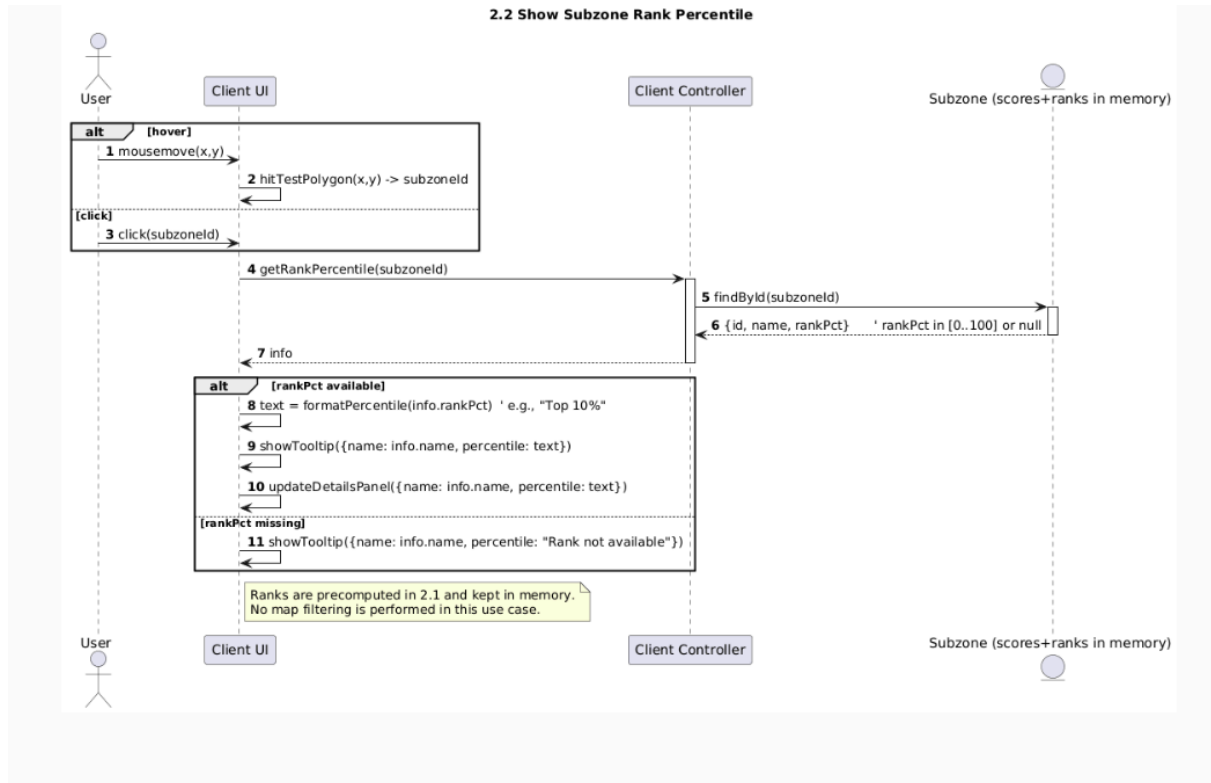 2.2 Show Subzone Rank Percentile
User
Client UI
Client Controller
Subzone (scores+ranks in memory)
alt [hover]
1 mousemove(x,y)
2 hitTestPolygon(x,y) -> subzoneId
[click]
3 click(subzoneId)
4 getRankPercentile(subzoneId)
5 findById(subzoneId)
6 {id, name, rankPct} ' rankPct in [0..100] or null
7 info
alt [rankPct available]
8 text = formatPercentile(info.rankPct) ' e.g., "Top 10%"
9 showTooltip({name: info.name, percentile: text})
10 updateDetailsPanel({name: info.name, percentile: text})
[rankPct missing]
11 showTooltip({name: info.name, percentile: "Rank not available"})
Ranks are precomputed in 2.1 and kept in memory.
No map filtering is performed in this use case.
User
Client UI
Client Controller
Subzone (scores+ranks in memory)